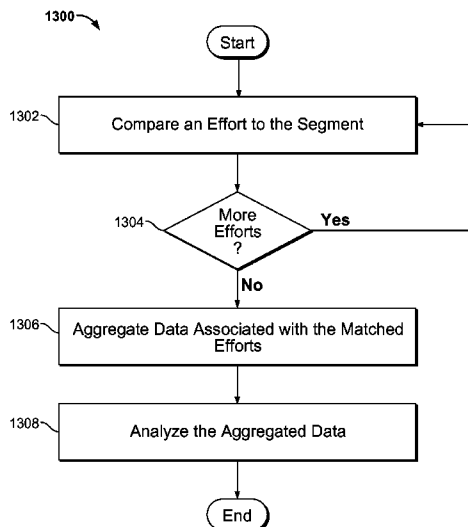 1300
Start
1302
Compare an Effort to the Segment
1304
More
Efforts
?
Yes
No
1306
Aggregate Data Associated with the Matched
Efforts
1308
Analyze the Aggregated Data
End